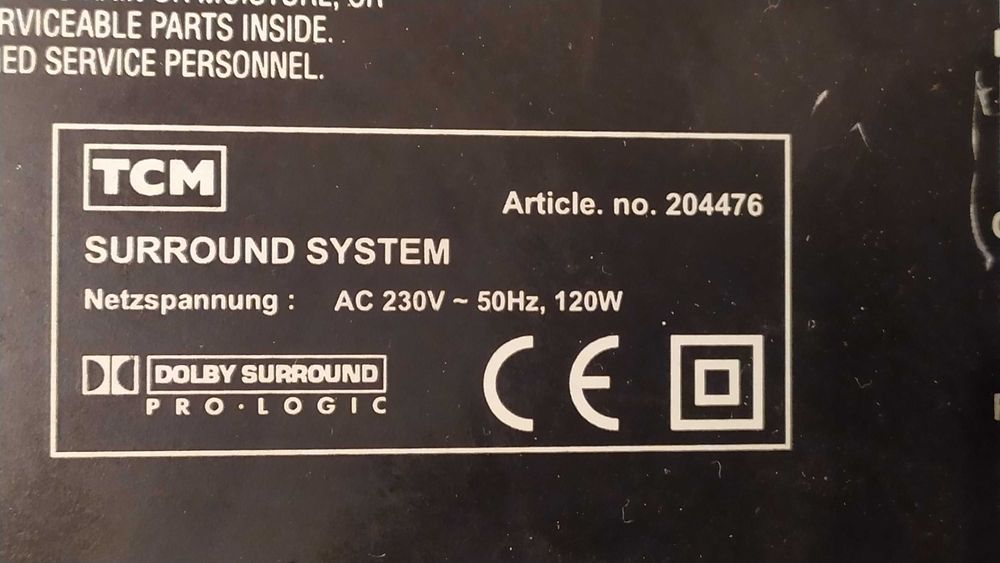 RVICEABLE PARTS INSIDE.
ED SERVICE PERSONNEL.
TCM
Article. no. 204476
SURROUND SYSTEM
Netzspannung : AC 230V ~ 50Hz, 120W
DOLBY SURROUND
PRO·LOGIC
CE